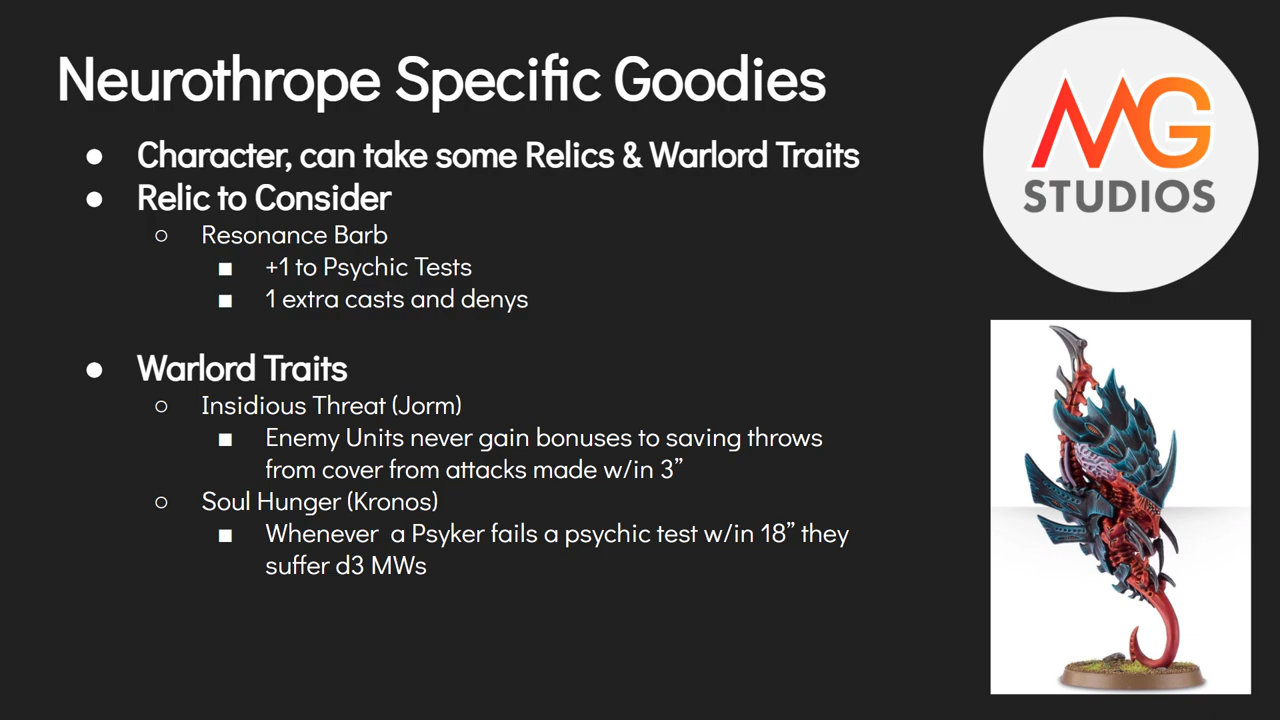 Neurothrope Specific Goodies
● Character, can take some Relics & Warlord Traits
● Relic to Consider
○ Resonance Barb
■ +1 to Psychic Tests
■ 1 extra casts and denys
● Warlord Traits
○ Insidious Threat (Jorm)
■ Enemy Units never gain bonuses to saving throws
from cover from attacks made w/in 3”
○ Soul Hunger (Kronos)
■ Whenever a Psyker fails a psychic test w/in 18” they
suffer d3 MWs
MG
STUDIOS